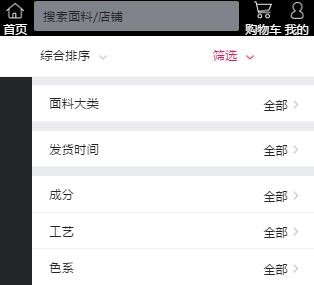 搜索面料/店铺
首页 购物车 我的
综合排序 筛选
面料大类 全部
发货时间 全部
成分 全部
工艺 全部
色系 全部